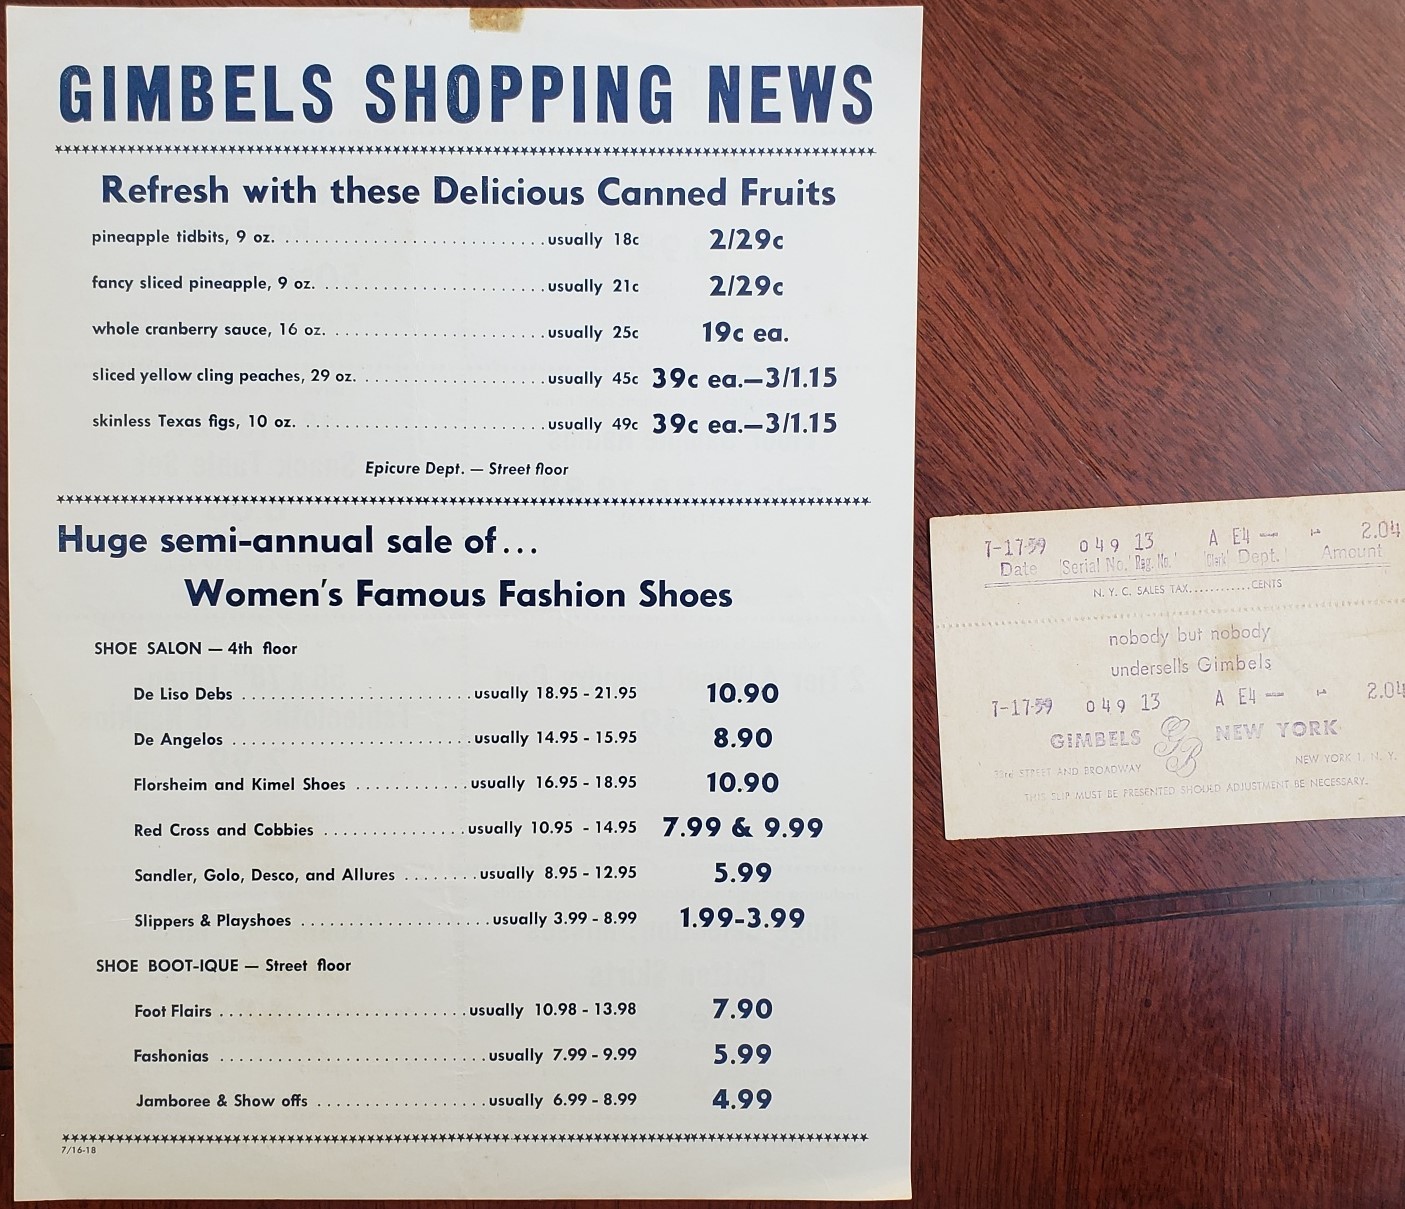 GIMBELS SHOPPING NEWS
Refresh with these Delicious Canned Fruits
pineapple tidbits, 9 oz. . . . . . . . . . . . . . . . . . . . . . . . . . . usually 18c 2/29c
fancy sliced pineapple, 9 oz. . . . . . . . . . . . . . . . . . . . . . . usually 21c 2/29c
whole cranberry sauce, 16 oz. . . . . . . . . . . . . . . . . . . . . . usually 25c 19c ea.
sliced yellow cling peaches, 29 oz. . . . . . . . . . . . . . . . . . . usually 45c 39c ea.—3/1.15
skinless Texas figs, 10 oz. . . . . . . . . . . . . . . . . . . . . . . . . usually 49c 39c ea.—3/1.15
Epicure Dept. — Street floor
Huge semi-annual sale of...
Women's Famous Fashion Shoes
SHOE SALON — 4th floor
De Liso Debs . . . . . . . . . . . . . . . . . . . . . . . usually 18.95 - 21.95 10.90
De Angelos . . . . . . . . . . . . . . . . . . . . . . . . usually 14.95 - 15.95 8.90
Florsheim and Kimel Shoes . . . . . . . . . . . usually 16.95 - 18.95 10.90
Red Cross and Cobbies . . . . . . . . . . . . . . usually 10.95 - 14.95 7.99 & 9.99
Sandler, Golo, Desco, and Allures . . . . . . . . usually 8.95 - 12.95 5.99
Slippers & Playshoes . . . . . . . . . . . . . . . . . . . usually 3.99 - 8.99 1.99-3.99
SHOE BOOT-IQUE — Street floor
Foot Flairs . . . . . . . . . . . . . . . . . . . . . . . . . usually 10.98 - 13.98 7.90
Fashonias . . . . . . . . . . . . . . . . . . . . . . . . . . usually 7.99 - 9.99 5.99
Jamboree & Show offs . . . . . . . . . . . . . . . . . usually 6.99 - 8.99 4.99
7/16-18
7-17-59 049 13 A E4 — 2.04
Date Serial No. Reg. No. Clerk Dept. Amount
N. Y. C. SALES TAX............CENTS
nobody but nobody
undersells Gimbels
7-17-59 049 13 A E4 — 2.04
GIMBELS GB NEW YORK
33rd STREET AND BROADWAY NEW YORK 1, N. Y.
THIS SLIP MUST BE PRESENTED SHOULD ADJUSTMENT BE NECESSARY.